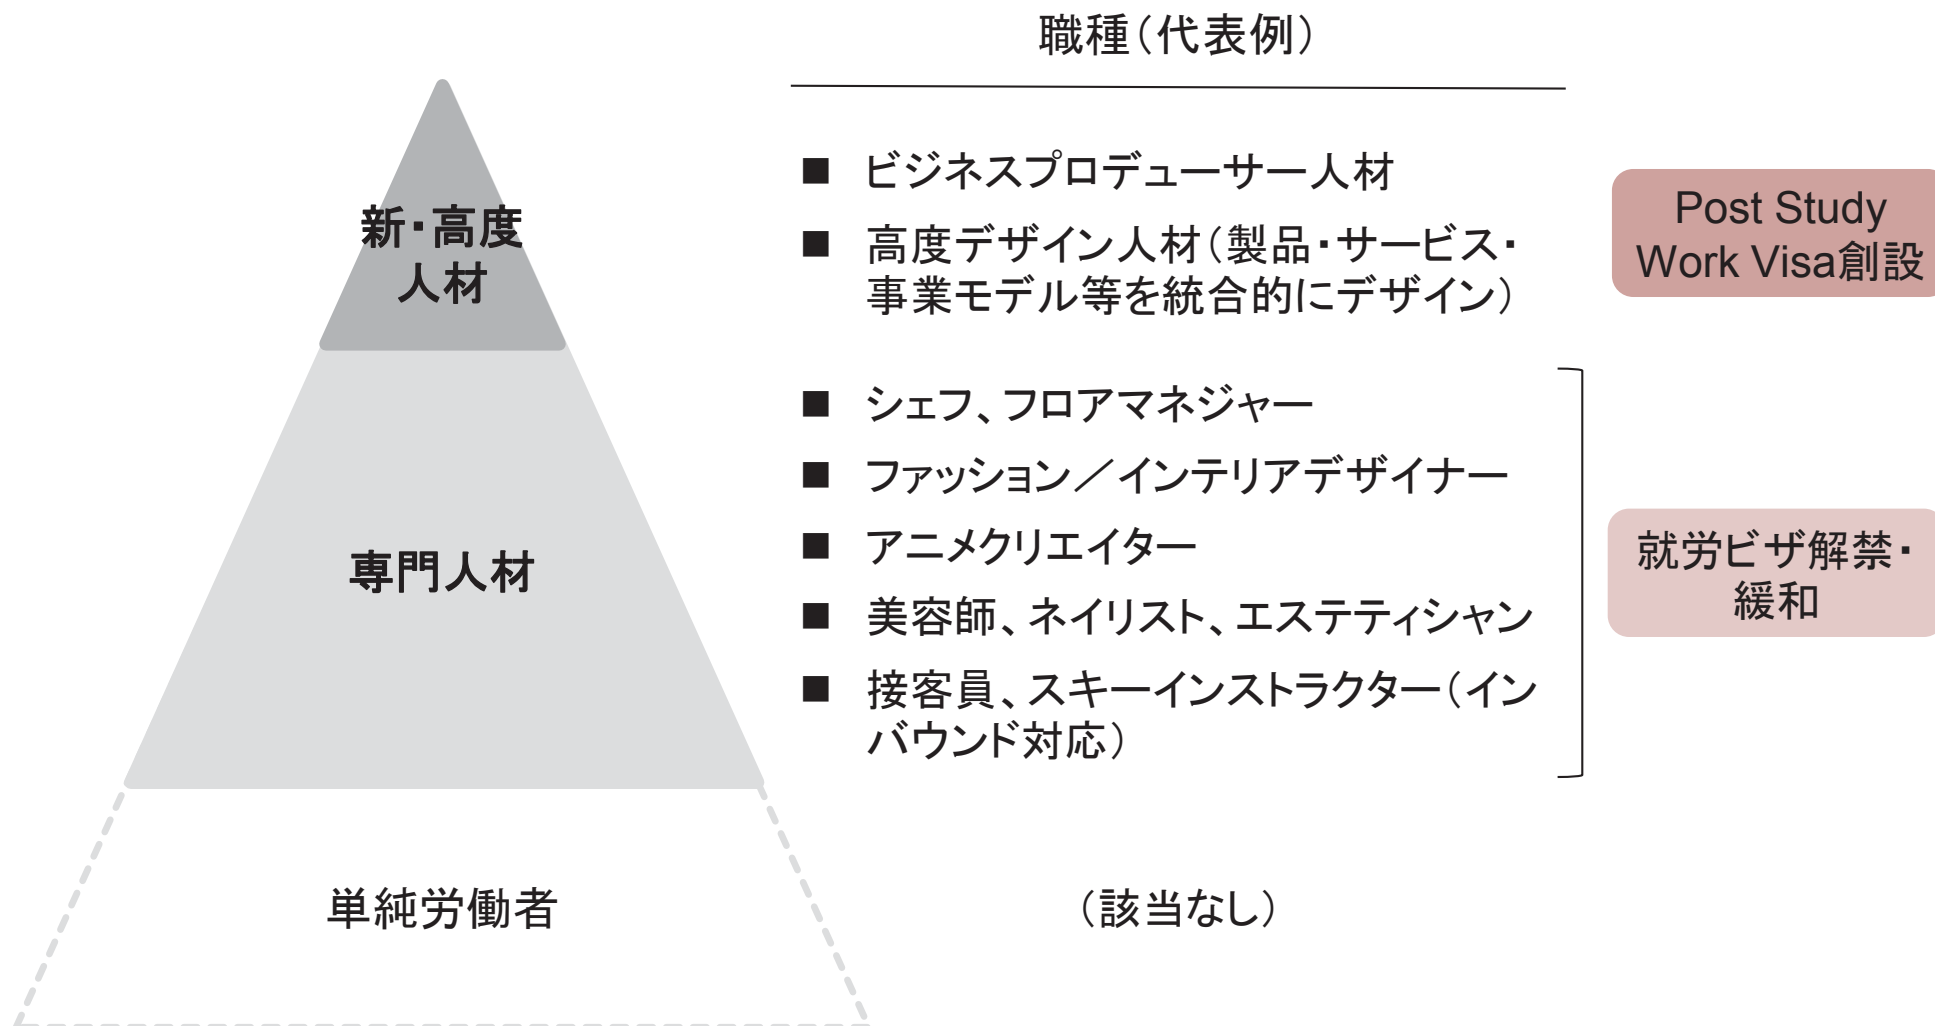 職種（代表例）
新・高度
人材
■ ビジネスプロデューサー人材
■ 高度デザイン人材（製品・サービス・
事業モデル等を統合的にデザイン）
Post Study
Work Visa創設
専門人材
■ シェフ、フロアマネジャー
■ ファッション／インテリアデザイナー
■ アニメクリエイター
■ 美容師、ネイリスト、エステティシャン
■ 接客員、スキーインストラクター（イン
バウンド対応）
就労ビザ解禁・
緩和
単純労働者
（該当なし）